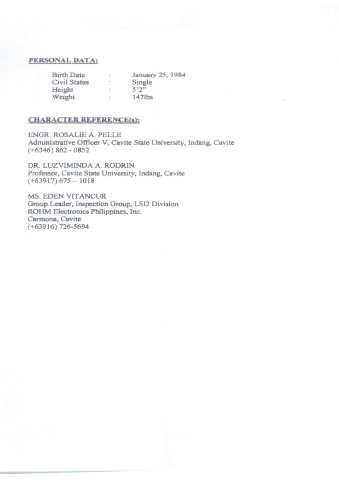 PERSONAL DATA:
Birth Date : January 25, 1984
Civil Status : Single
Height : 5'2"
Weight : 147lbs
CHARACTER REFERENCE(s):
ENGR. ROSALIE A. PELLE
Administrative Officer V, Cavite State University, Indang, Cavite
(+6346) 862 - 0852
DR. LUZVIMINDA A. RODRIN
Professor, Cavite State University, Indang, Cavite
(+63917) 675 – 1018
MS. EDEN VITANCUR
Group Leader, Inspection Group, LSI2 Division
ROHM Electronics Philippines, Inc.
Carmona, Cavite
(+63916) 726-5694